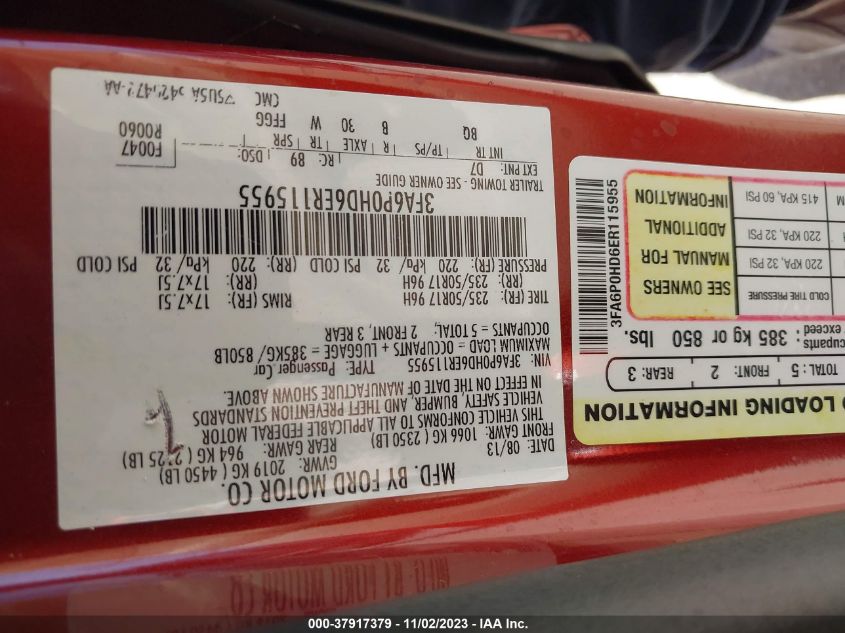 MFD. BY FORD MOTOR CO.
DATE: 08/13
GVWR: 2019 KG ( 4450 LB)
FRONT GAWR: 1066 KG ( 2350 LB)
REAR GAWR: 964 KG ( 2125 LB)
THIS VEHICLE CONFORMS TO ALL APPLICABLE FEDERAL MOTOR
VEHICLE SAFETY, BUMPER, AND THEFT PREVENTION STANDARDS
IN EFFECT ON THE DATE OF MANUFACTURE SHOWN ABOVE.
VIN: 3FA6P0HD6ER115955 TYPE: Passenger Car
MAXIMUM LOAD = OCCUPANTS + LUGGAGE = 385KG/ 850LB
OCCUPANTS = 5 TOTAL: 2 FRONT, 3 REAR
TIRE (FR): 235/50R17 96H RIMS (FR): 17x7.5J
(RR): 235/50R17 96H (RR): 17x7.5J
PRESSURE (FR): 220 kPa/ 32 PSI COLD (RR): 220 kPa/ 32 PSI COLD
3FA6P0HD6ER115955
TRAILER TOWING - SEE OWNER GUIDE
EXT PNT: D7 RC: 89 DSO: F0047
R0060
INT TR TP/PS R AXLE TR SPR
BQ B 30 W FFGG
CMC
LOADING INFORMATION
TOTAL : 5 FRONT: 2 REAR: 3
exceed : 385 kg or 850 lbs.
COLD TIRE PRESSURE
220 KPA, 32 PSI
220 KPA, 32 PSI
415 KPA, 60 PSI
SEE OWNERS
MANUAL FOR
ADDITIONAL
INFORMATION
3FA6P0HD6ER115955
000-37917379 - 11/02/2023 - IAA Inc.